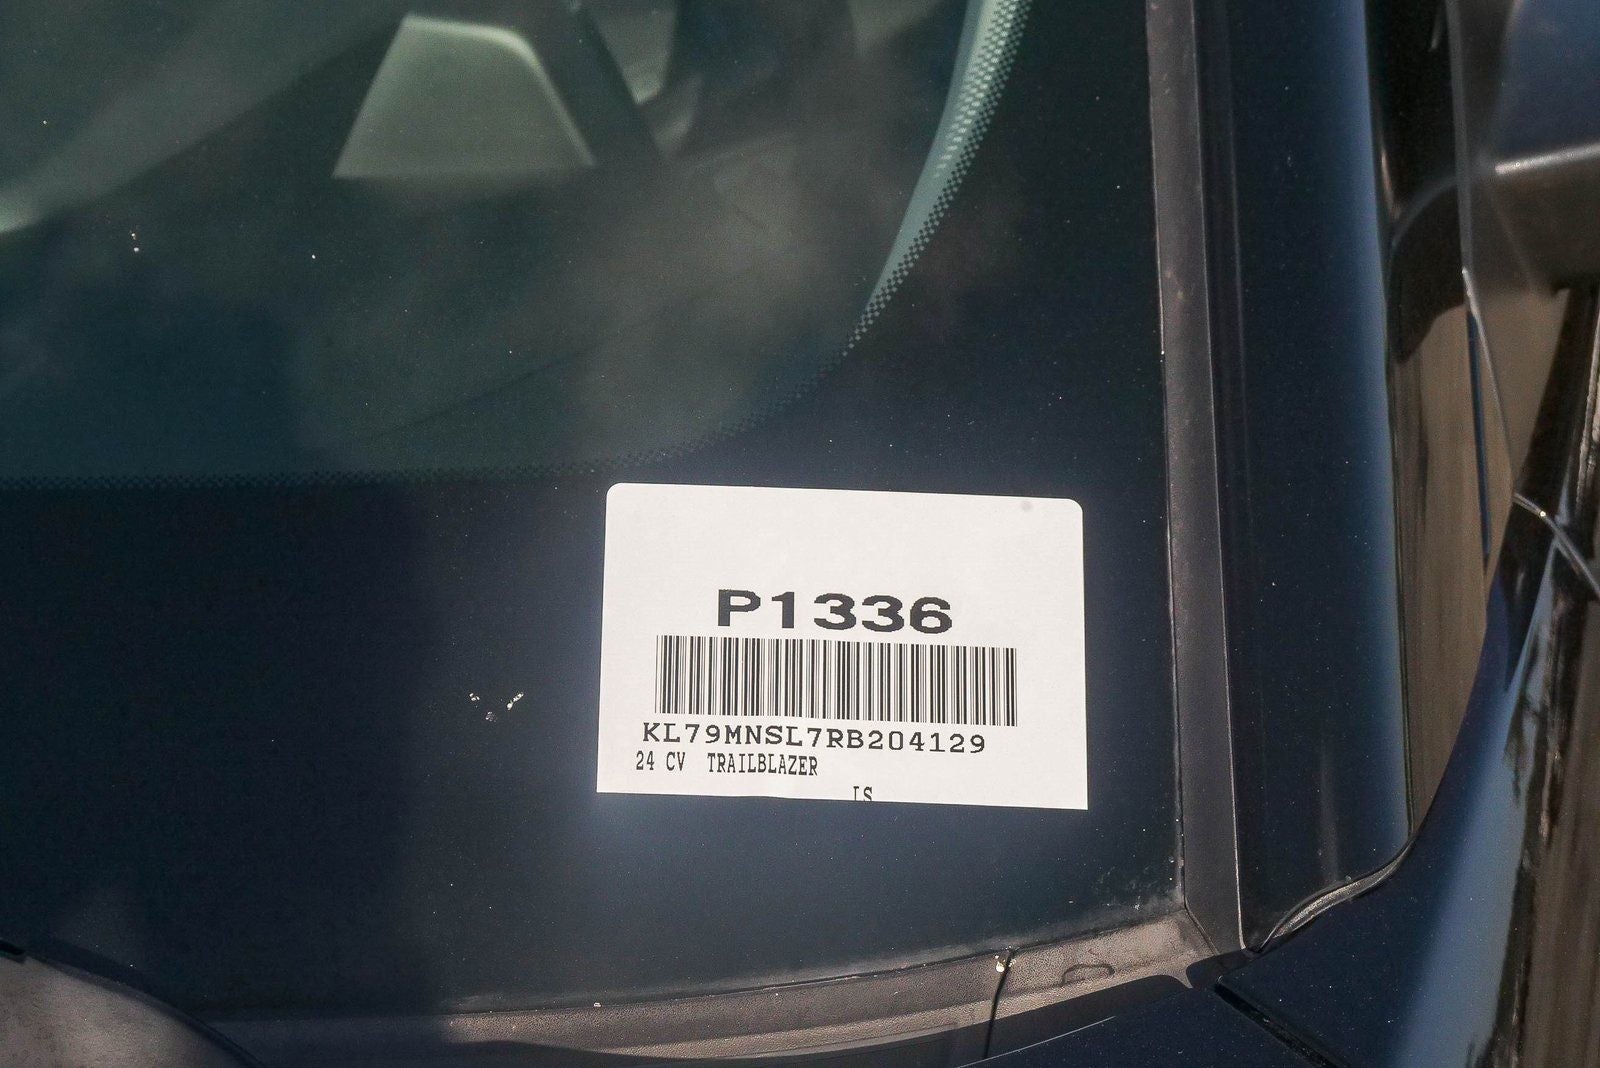 P1336
KL79MNSL7RB204129
24 CV TRAILBLAZER
LS